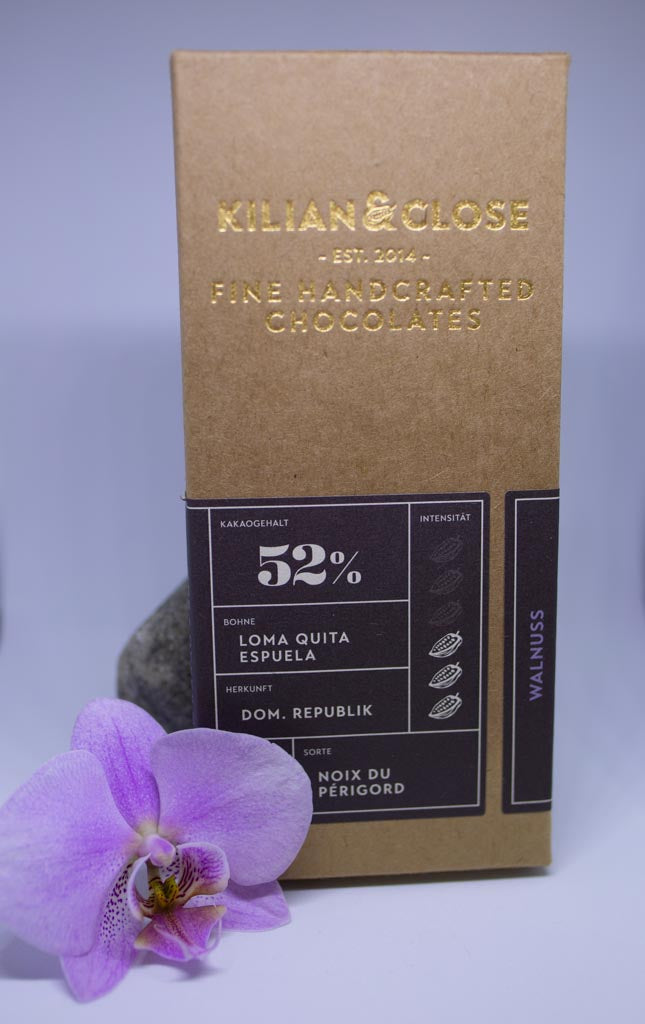 KILIAN & CLOSE
- EST. 2014 -
FINE HANDCRAFTED
CHOCOLATES
KAKAOGEHALT
52%
BOHNE
LOMA QUITA
ESPUELA
HERKUNFT
DOM. REPUBLIK
SORTE
NOIX DU
PÉRIGORD
INTENSITÄT
WALNUSS